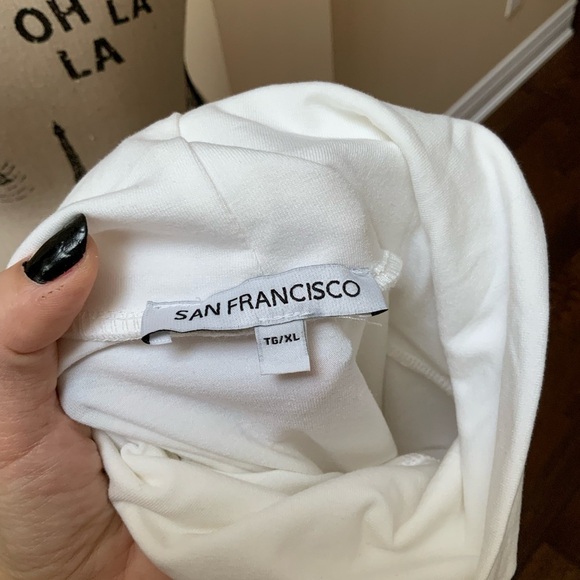 OH LA
LA
SAN FRANCISCO
TG/XL